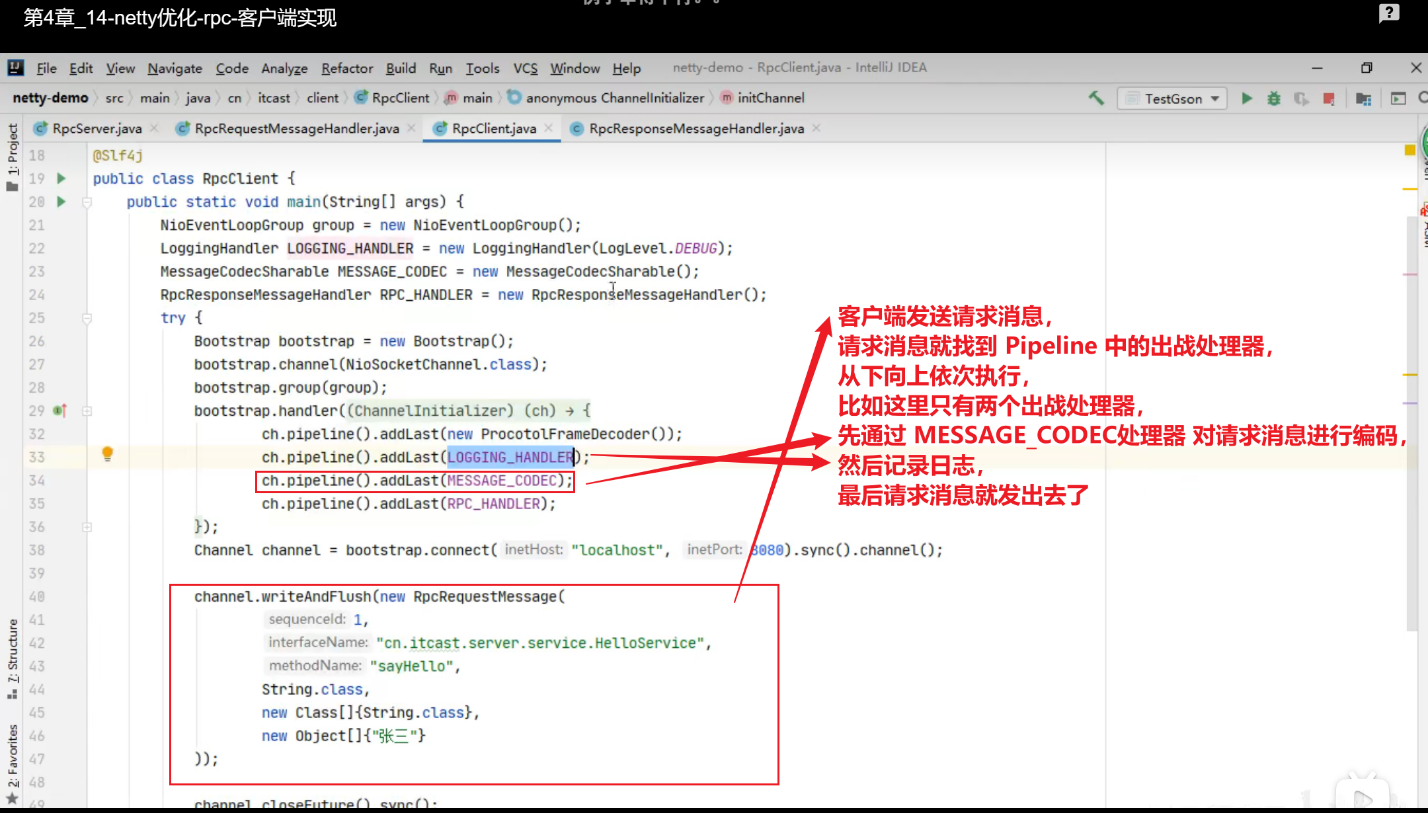 第4章_14-netty优化-rpc-客户端实现
File Edit View Navigate Code Analyze Refactor Build Run Tools VCS Window Help netty-demo - RpcClient.java - IntelliJ IDEA
netty-demo src main java cn itcast client RpcClient main anonymous ChannelInitializer initChannel TestGson
RpcServer.java RpcRequestMessageHandler.java RpcClient.java RpcResponseMessageHandler.java
1: Project
7: Structure
2: Favorites
18 @Slf4j
19 public class RpcClient {
20 public static void main(String[] args) {
21 NioEventLoopGroup group = new NioEventLoopGroup();
22 LoggingHandler LOGGING_HANDLER = new LoggingHandler(LogLevel.DEBUG);
23 MessageCodecSharable MESSAGE_CODEC = new MessageCodecSharable();
24 RpcResponseMessageHandler RPC_HANDLER = new RpcResponseMessageHandler();
25 try {
26 Bootstrap bootstrap = new Bootstrap();
27 bootstrap.channel(NioSocketChannel.class);
28 bootstrap.group(group);
29 bootstrap.handler((ChannelInitializer) (ch) → {
32 ch.pipeline().addLast(new ProcotolFrameDecoder());
33 ch.pipeline().addLast(LOGGING_HANDLER);
34 ch.pipeline().addLast(MESSAGE_CODEC);
35 ch.pipeline().addLast(RPC_HANDLER);
36 });
38 Channel channel = bootstrap.connect( inetHost: "localhost", inetPort: 8080).sync().channel();
39
40 channel.writeAndFlush(new RpcRequestMessage(
41 sequenceId: 1,
42 interfaceName: "cn.itcast.server.service.HelloService",
43 methodName: "sayHello",
44 String.class,
45 new Class[]{String.class},
46 new Object[]{"张三"}
47 ));
48
49 channel.closeFuture().sync();
客户端发送请求消息，
请求消息就找到 Pipeline 中的出战处理器，
从下向上依次执行，
比如这里只有两个出战处理器，
先通过 MESSAGE_CODEC处理器 对请求消息进行编码，
然后记录日志，
最后请求消息就发出去了